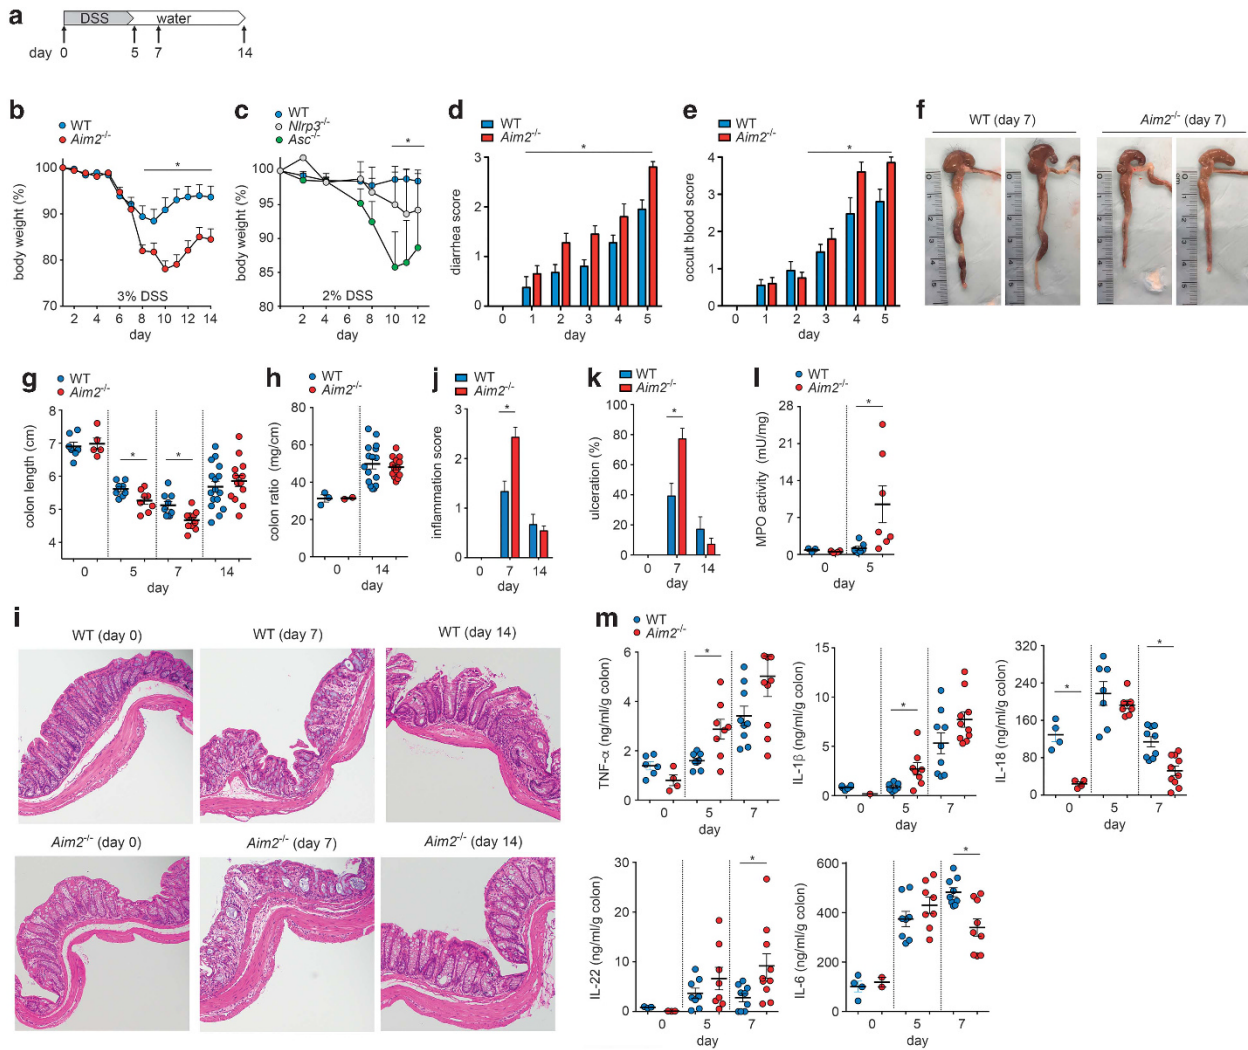 a
DSS water
day 0 5 7 14
b
WT
Aim2-/-
body weight (%)
100
90
80
70
*
3% DSS
2 4 6 8 10 12 14
day
c
WT
Nlrp3-/-
Asc-/-
body weight (%)
100
95
90
85
80
*
2% DSS
2 4 6 8 10 12
day
d
WT
Aim2-/-
diarrhea score
3
2
1
0
*
0 1 2 3 4 5
day
e
WT
Aim2-/-
occult blood score
4
3
2
1
0
*
0 1 2 3 4 5
day
f
WT (day 7) Aim2-/- (day 7)
g
WT
Aim2-/-
colon length (cm)
8
7
6
5
4
* *
0 5 7 14
day
h
WT
Aim2-/-
colon ratio (mg/cm)
80
60
40
20
0
0 14
day
j
WT
Aim2-/-
inflammation score
3
2
1
0
*
0 7 14
day
k
WT
Aim2-/-
ulceration (%)
100
80
60
40
20
0
*
0 7 14
day
l
WT
Aim2-/-
MPO activity (mU/mg)
28
21
14
7
0
*
0 5
day
i
WT (day 0) WT (day 7) WT (day 14)
Aim2-/- (day 0) Aim2-/- (day 7) Aim2-/- (day 14)
m
WT
Aim2-/-
TNF-α (ng/ml/g colon)
6
4
2
0
*
0 5 7
day
IL-1β (ng/ml/g colon)
15
10
5
0
*
0 5 7
day
IL-18 (ng/ml/g colon)
320
240
160
80
0
* *
0 5 7
day
IL-22 (ng/ml/g colon)
30
20
10
0
*
0 5 7
day
IL-6 (ng/ml/g colon)
600
400
200
0
*
0 5 7
day